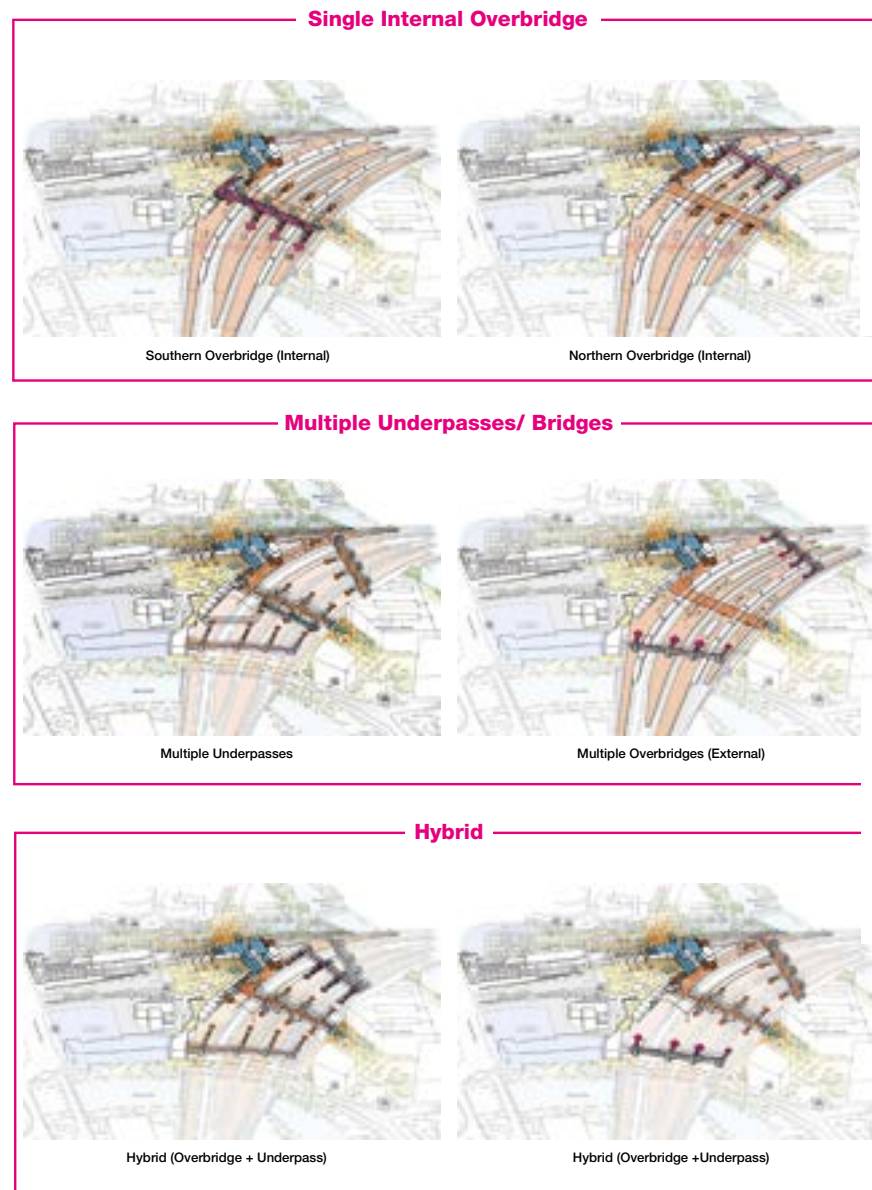 Single Internal Overbridge
Southern Overbridge (Internal)
Northern Overbridge (Internal)
Multiple Underpasses/ Bridges
Multiple Underpasses
Multiple Overbridges (External)
Hybrid
Hybrid (Overbridge + Underpass)
Hybrid (Overbridge +Underpass)